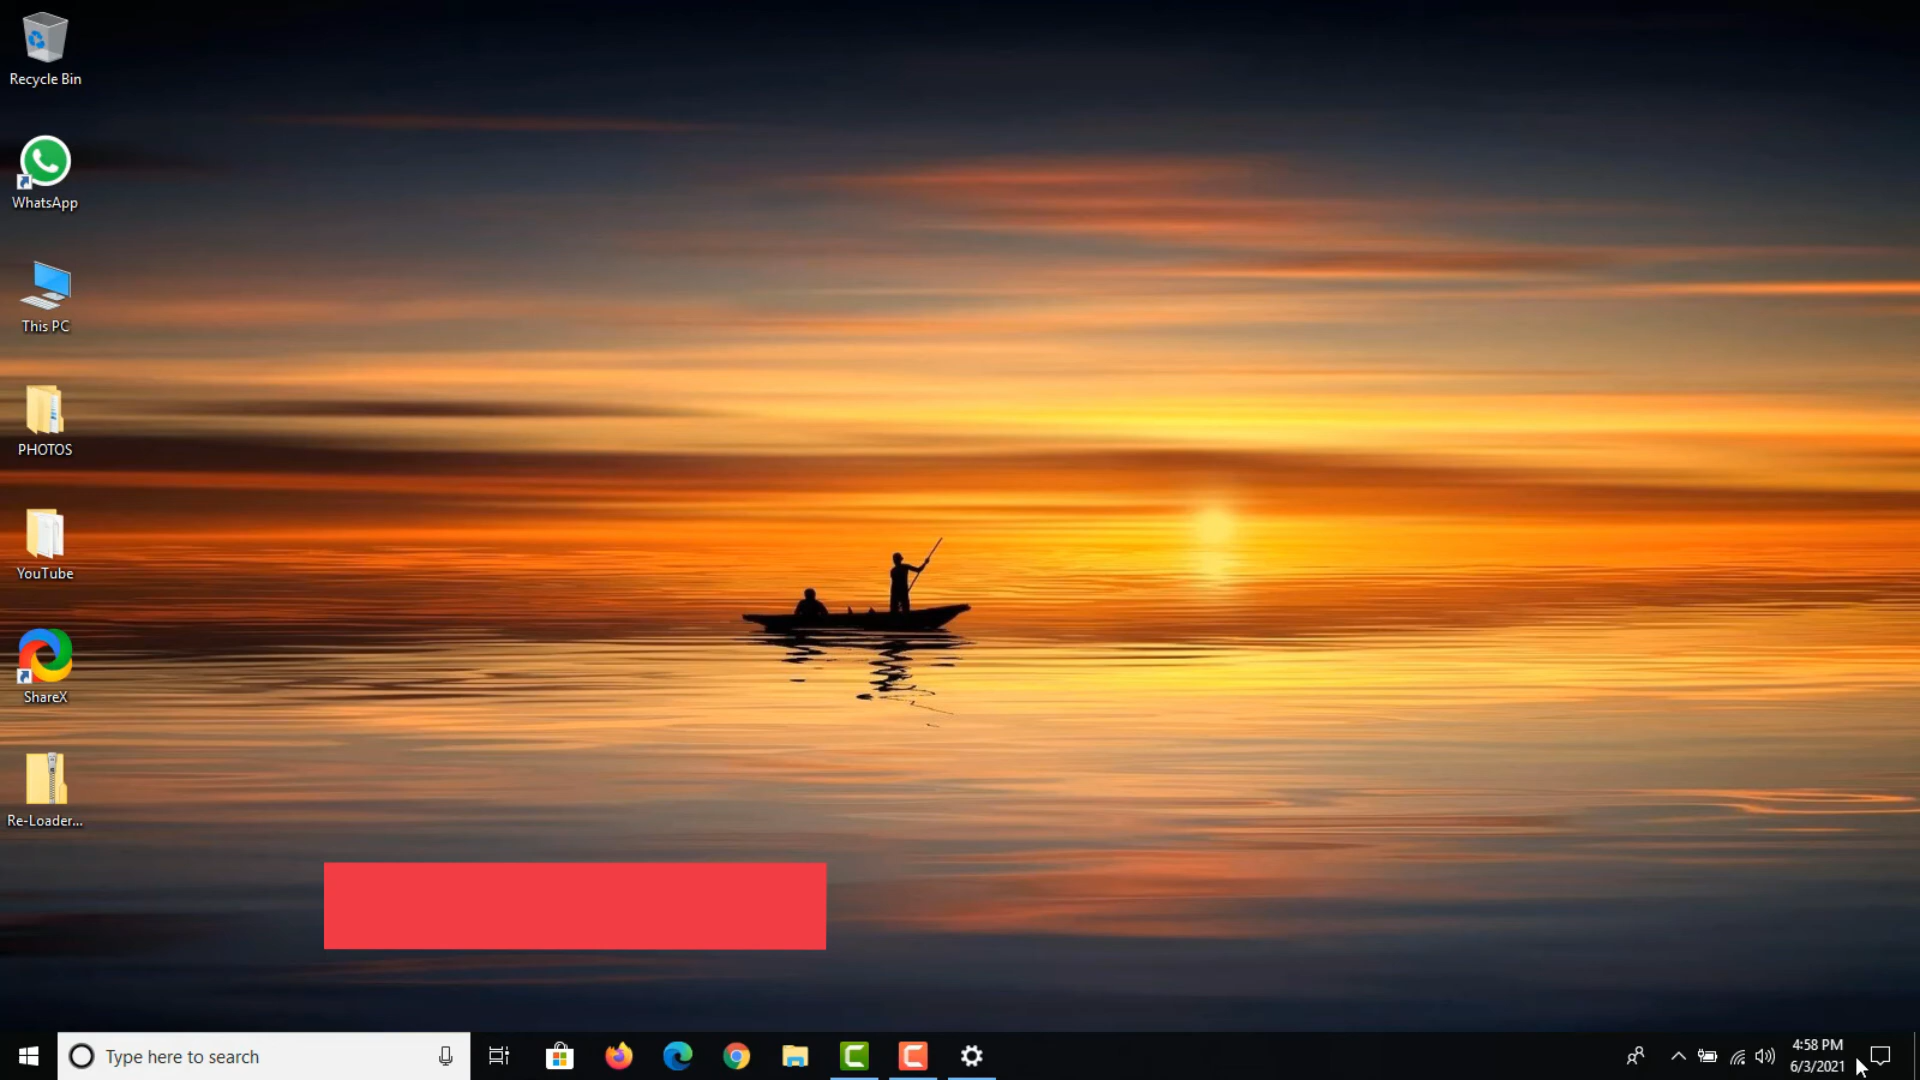 Recycle Bin
WhatsApp
This PC
PHOTOS
YouTube
ShareX
Re-Loader...
Type here to search
4:58 PM
6/3/2021